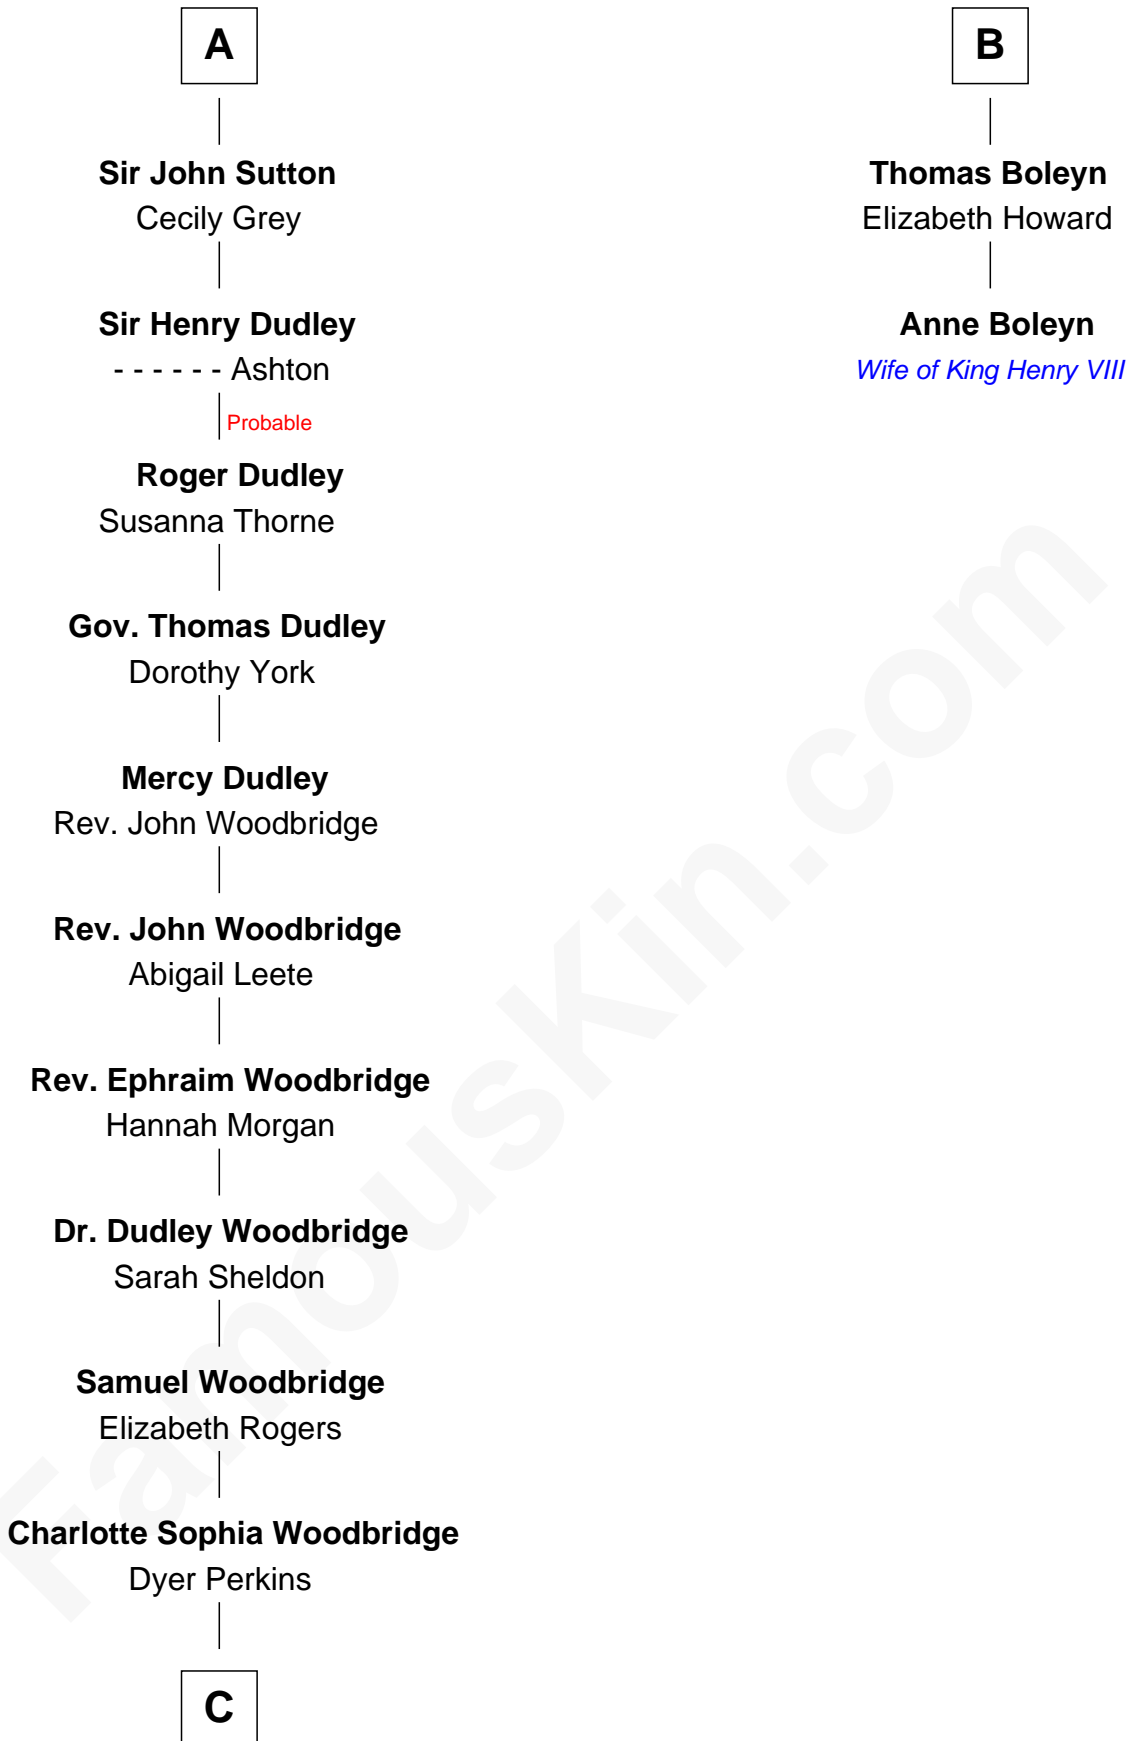 A
Sir John Sutton
Cecily Grey
Sir Henry Dudley
- - - - - - Ashton
Probable
Roger Dudley
Susanna Thorne
Gov. Thomas Dudley
Dorothy York
Mercy Dudley
Rev. John Woodbridge
Rev. John Woodbridge
Abigail Leete
Rev. Ephraim Woodbridge
Hannah Morgan
Dr. Dudley Woodbridge
Sarah Sheldon
Samuel Woodbridge
Elizabeth Rogers
Charlotte Sophia Woodbridge
Dyer Perkins
C
B
Thomas Boleyn
Elizabeth Howard
Anne Boleyn
Wife of King Henry VIII
FamousKin.com